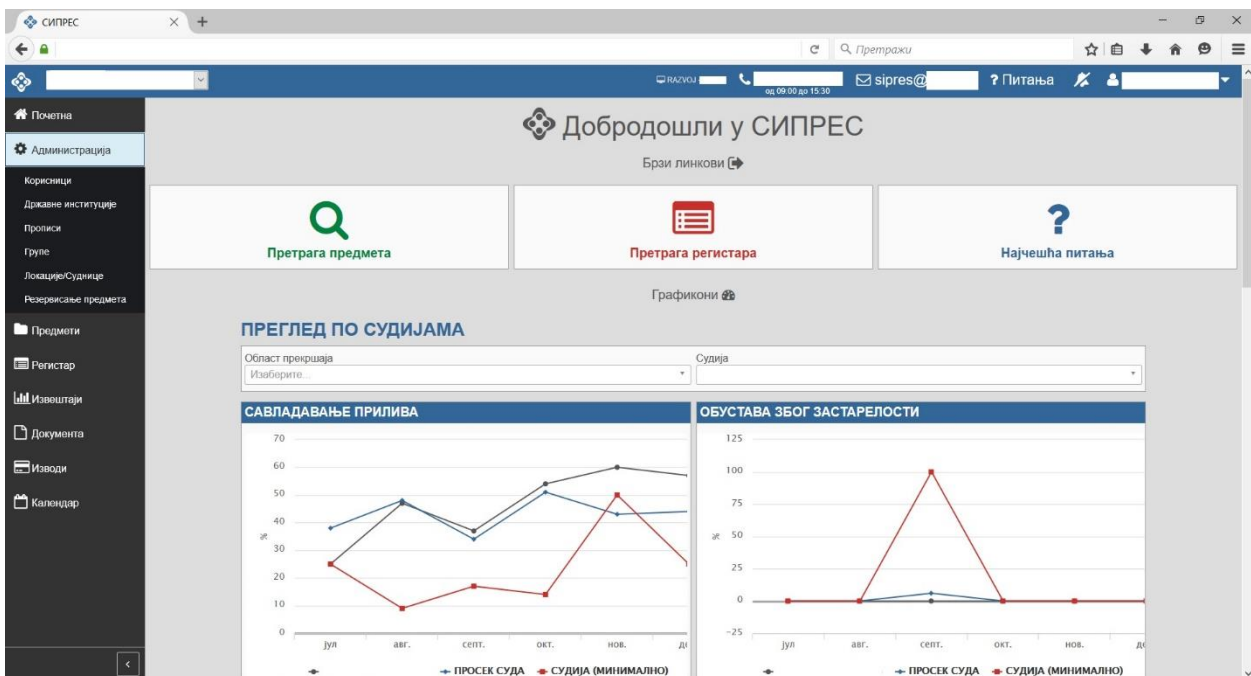 СИПРЕС
Претражи
RAZVOJ
од 09:00 до 15:30
sipres@
? Питања
Почетна
Администрација
Корисници
Државне институције
Прописи
Групе
Локације/Суднице
Резервисање предмета
Предмети
Регистар
Извештаји
Документа
Изводи
Календар
Добродошли у СИПРЕС
Брзи линкови
Претрага предмета
Претрага регистара
?
Најчешћа питања
Графикони
ПРЕГЛЕД ПО СУДИЈАМА
Област прекршаја
Изаберите...
Судија
САВЛАДАВАЊЕ ПРИЛИВА
70
60
50
40
30
20
10
0
%
јул авг. септ. окт. нов.
ПРОСЕК СУДА СУДИЈА (МИНИМАЛНО)
ОБУСТАВА ЗБОГ ЗАСТАРЕЛОСТИ
125
100
75
50
25
0
-25
%
јул авг. септ. окт. нов.
ПРОСЕК СУДА СУДИЈА (МИНИМАЛНО)